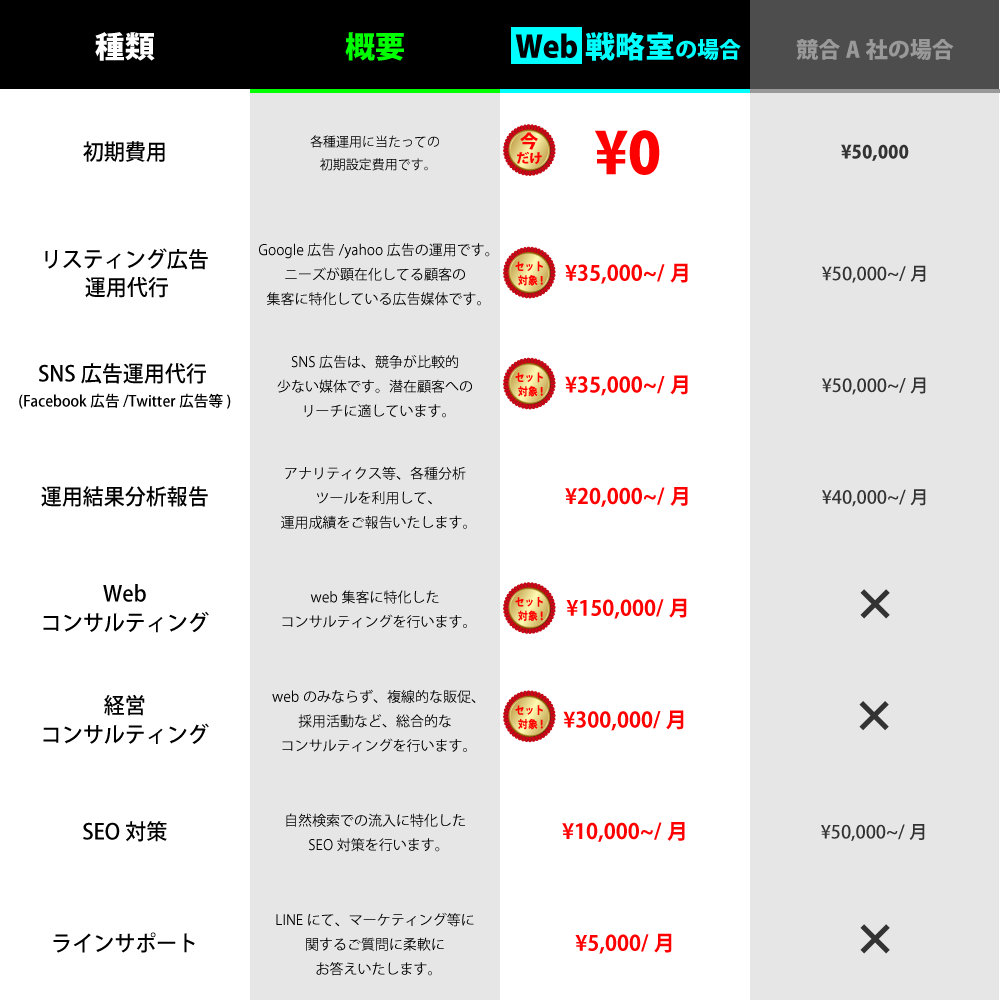 種類
概要
Web戦略室の場合
競合 A 社の場合
初期費用
各種運用に当たっての
初期設定費用です。
今
だけ
¥0
¥50,000
リスティング広告
運用代行
Google 広告 /yahoo 広告の運用です。
ニーズが顕在化してる顧客の
集客に特化している広告媒体です。
セット
対象!
¥35,000~/ 月
¥50,000~/ 月
SNS 広告運用代行
(Facebook 広告 /Twitter 広告等 )
SNS 広告は、競争が比較的
少ない媒体です。潜在顧客への
リーチに適しています。
セット
対象!
¥35,000~/ 月
¥50,000~/ 月
運用結果分析報告
アナリティクス等、各種分析
ツールを利用して、
運用成績をご報告いたします。
¥20,000~/ 月
¥40,000~/ 月
Web
コンサルティング
web 集客に特化した
コンサルティングを行います。
セット
対象!
¥150,000/ 月
×
経営
コンサルティング
web のみならず、複線的な販促、
採用活動など、総合的な
コンサルティングを行います。
セット
対象!
¥300,000/ 月
×
SEO 対策
自然検索での流入に特化した
SEO 対策を行います。
¥10,000~/ 月
¥50,000~/ 月
ラインサポート
LINE にて、マーケティング等に
関するご質問に柔軟に
お答えいたします。
¥5,000/ 月
×